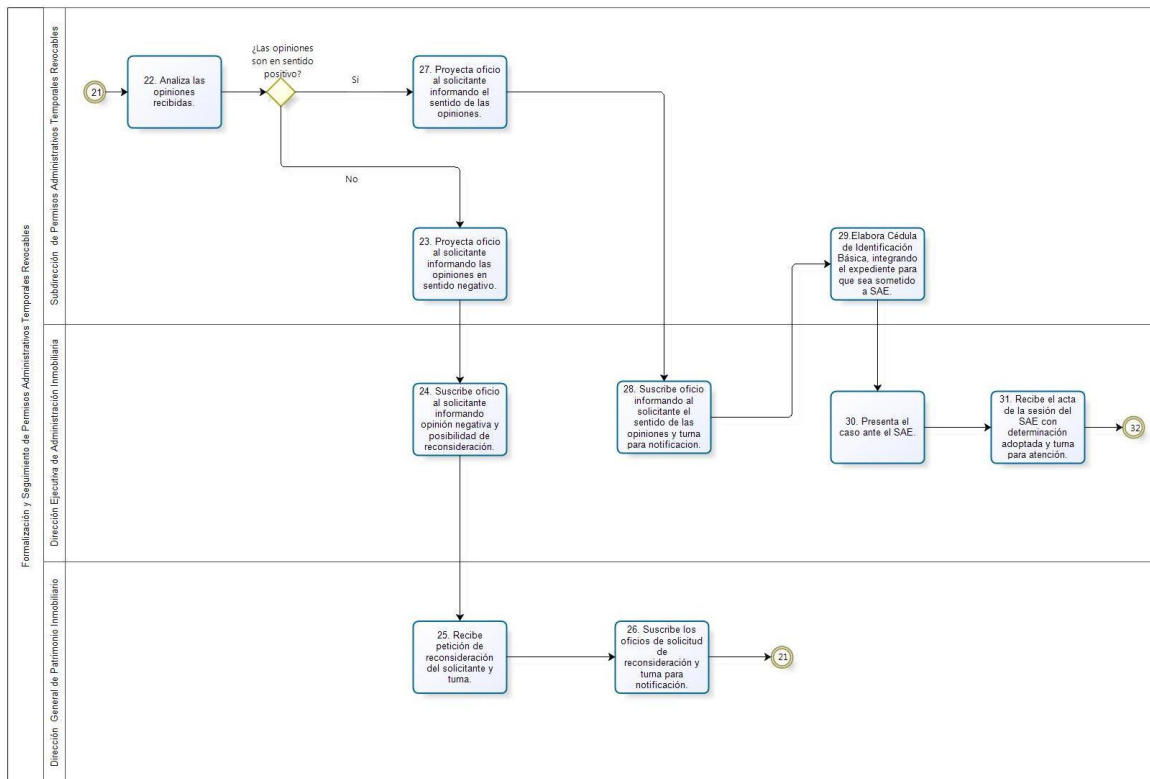 Formalización y Seguimiento de Permisos Administrativos Temporales Revocables
Subdirección de Permisos Administrativos Temporales Revocables
21
22. Analiza las
opiniones
recibidas.
¿Las opiniones
son en sentido
positivo?
Sí
No
27. Proyecta oficio
al solicitante
informando el
sentido de las
opiniones.
23. Proyecta oficio
al solicitante
informando las
opiniones en
sentido negativo.
29.Elabora Cédula
de Identificación
Básica, integrando
el expediente para
que sea sometido
a SAE.
Dirección Ejecutiva de Administración Inmobiliaria
24. Suscribe oficio
al solicitante
informando
opinión negativa y
posibilidad de
reconsideración.
28. Suscribe oficio
informando al
solicitante el
sentido de las
opiniones y turna
para notificacion.
30. Presenta el
caso ante el SAE.
31. Recibe el acta
de la sesión del
SAE con
determinación
adoptada y turna
para atención.
32
Dirección General de Patrimonio Inmobiliario
25. Recibe
petición de
reconsideración
del solicitante y
turna.
26. Suscribe los
oficios de solicitud
de
reconsideración y
turna para
notificación.
21